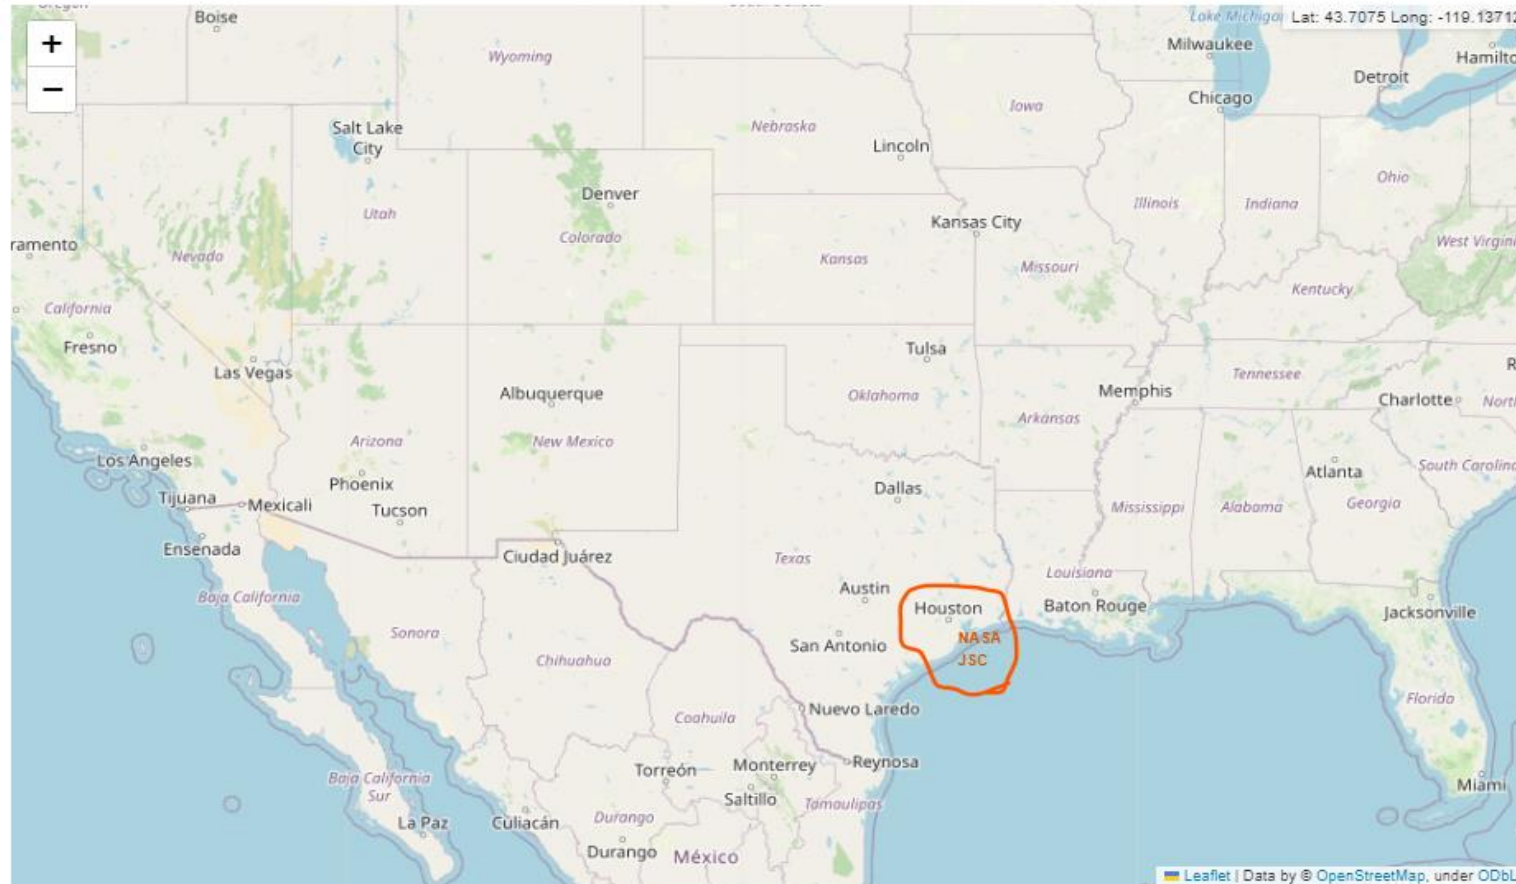 Oregon
Boise
Lake Michigan
Lat: 43.7075 Long: -119.13712
+
−
Wyoming
Milwaukee
Hamilto
Detroit
Chicago
Iowa
Nebraska
Salt Lake
City
Lincoln
Ohio
Denver
Illinois
Indiana
Utah
Kansas City
Colorado
ramento
West Virgin
Nevada
Kansas
Missouri
Kentucky
California
Fresno
Tulsa
Las Vegas
Tennessee
Albuquerque
Oklahoma
Memphis
Charlotte
North
Arkansas
Arizona
New Mexico
Los Angeles
Atlanta
South Carolina
Phoenix
Dallas
Tijuana
Mexicali
Tucson
Mississippi
Alabama
Georgia
Ensenada
Ciudad Juárez
Texas
Louisiana
Austin
Baja California
Houston
Baton Rouge
Jacksonville
Sonora
NASA
JSC
San Antonio
Chihuahua
Florida
Nuevo Laredo
Coahuila
Torreón
Monterrey
Reynosa
Baja California
Sur
Miami
Saltillo
Tamaulipas
La Paz
Culiacán
Durango
Durango
México
Leaflet | Data by © OpenStreetMap, under ODbL